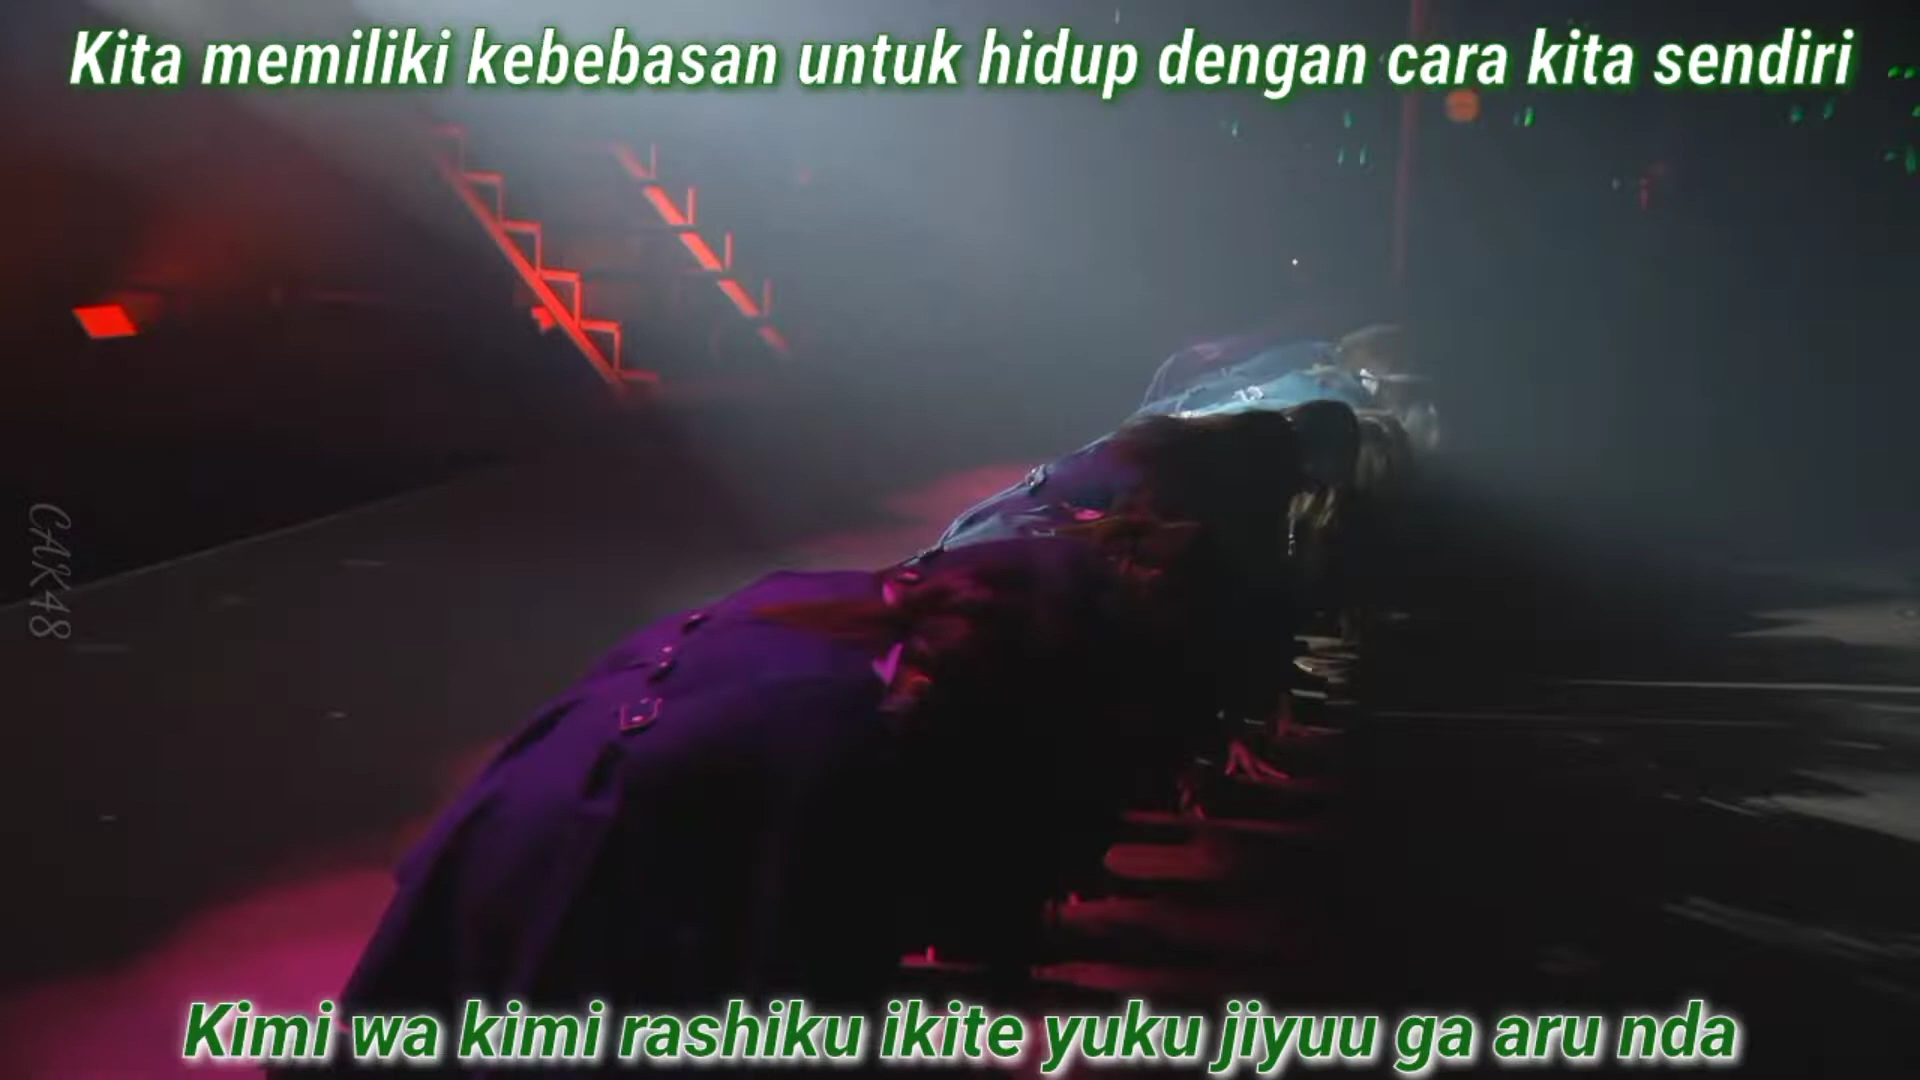 Kita memiliki kebebasan untuk hidup dengan cara kita sendiri
CAK48
Kimi wa kimi rashiku ikite yuku jiyuu ga aru nda